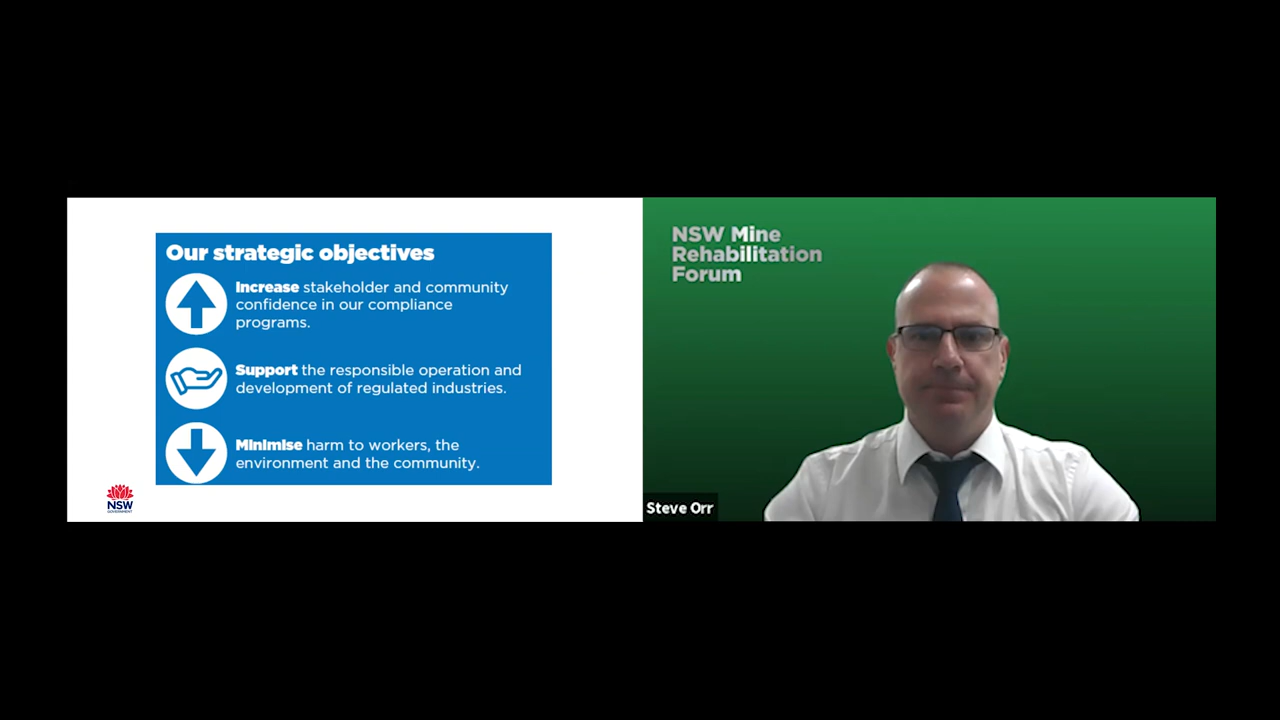 Our strategic objectives
Increase stakeholder and community
confidence in our compliance
programs.
Support the responsible operation and
development of regulated industries.
Minimise harm to workers, the
environment and the community.
NSW
GOVERNMENT
NSW Mine
Rehabilitation
Forum
Steve Orr